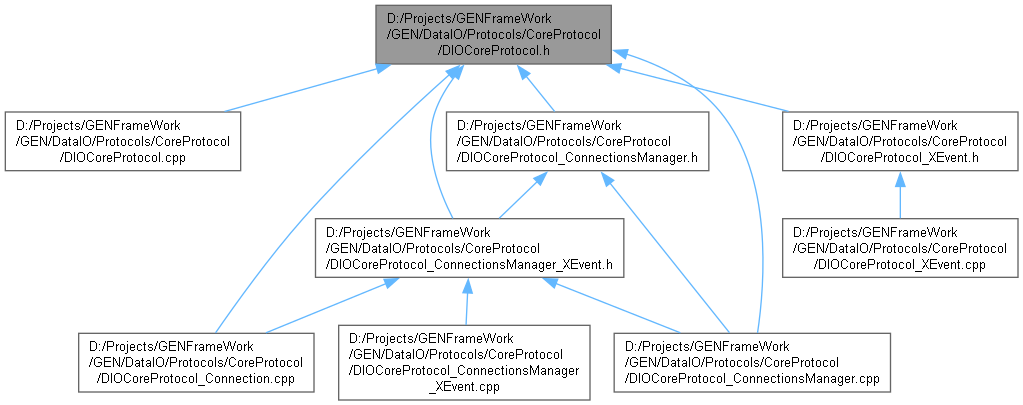 D:/Projects/GENFrameWork
/GEN/DataIO/Protocols/CoreProtocol
/DIOCoreProtocol.h
D:/Projects/GENFrameWork
/GEN/DataIO/Protocols/CoreProtocol
/DIOCoreProtocol.cpp
D:/Projects/GENFrameWork
/GEN/DataIO/Protocols/CoreProtocol
/DIOCoreProtocol_ConnectionsManager.h
D:/Projects/GENFrameWork
/GEN/DataIO/Protocols/CoreProtocol
/DIOCoreProtocol_XEvent.h
D:/Projects/GENFrameWork
/GEN/DataIO/Protocols/CoreProtocol
/DIOCoreProtocol_ConnectionsManager_XEvent.h
D:/Projects/GENFrameWork
/GEN/DataIO/Protocols/CoreProtocol
/DIOCoreProtocol_XEvent.cpp
D:/Projects/GENFrameWork
/GEN/DataIO/Protocols/CoreProtocol
/DIOCoreProtocol_Connection.cpp
D:/Projects/GENFrameWork
/GEN/DataIO/Protocols/CoreProtocol
/DIOCoreProtocol_ConnectionsManager
_XEvent.cpp
D:/Projects/GENFrameWork
/GEN/DataIO/Protocols/CoreProtocol
/DIOCoreProtocol_ConnectionsManager.cpp